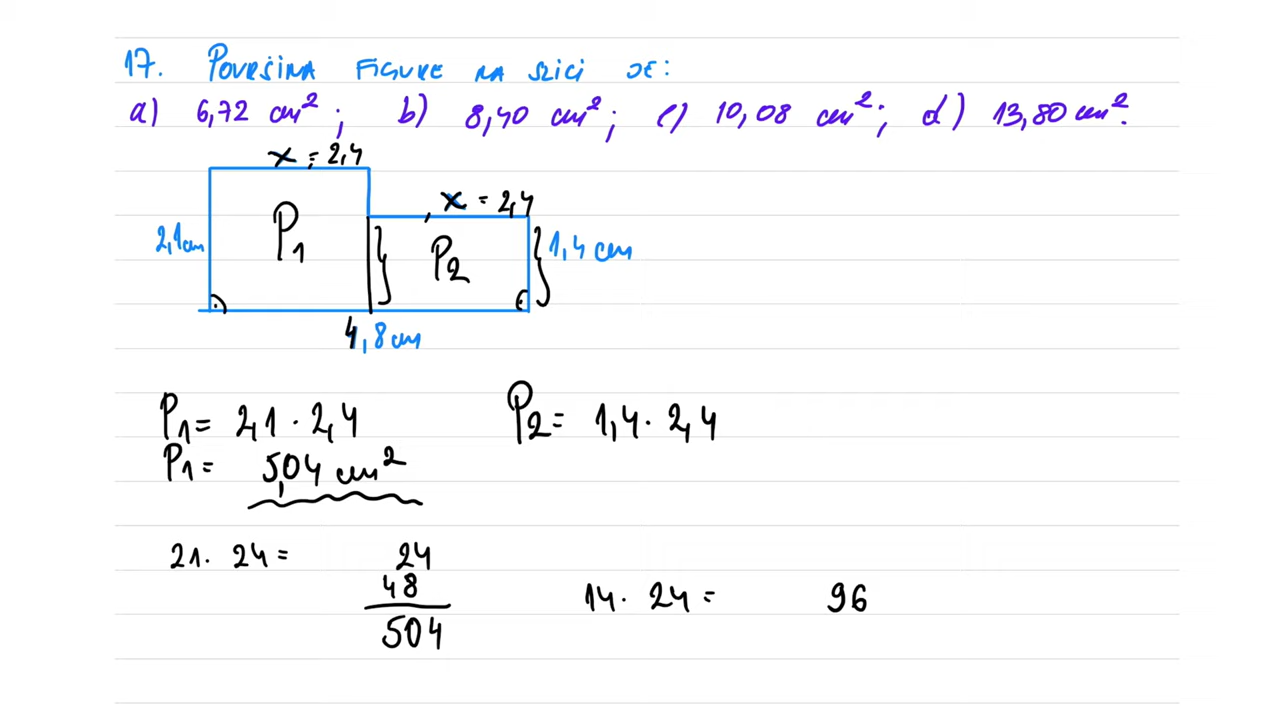 17. POVRŠINA FIGURE NA SLICI JE:
a) 6,72 cm²; b) 8,40 cm²; c) 10,08 cm²; d) 13,80 cm².
x = 2,4
x = 2,4
2,1 cm P1 P2 1,4 cm
4,8 cm
P1 = 2,1 · 2,4 P2 = 1,4 · 2,4
P1 = 5,04 cm²
21 · 24 = 24
48
14 · 24 = 96
504